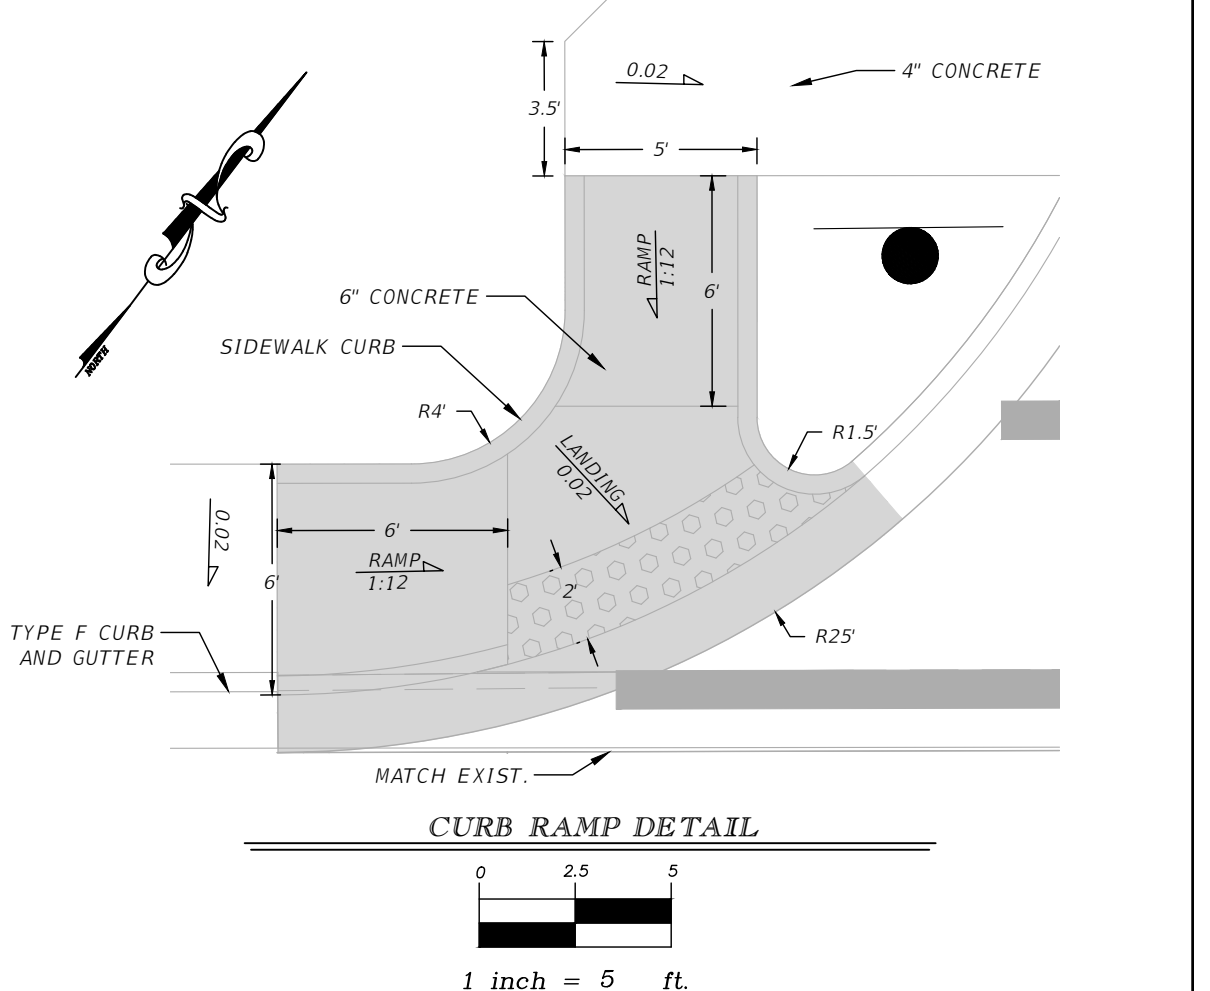 0.02
4" CONCRETE
3.5'
5'
RAMP
1:12
6'
6" CONCRETE
SIDEWALK CURB
NORTH
R4'
R1.5'
LANDING
0.02
0.02
6'
RAMP
1:12
6'
2'
TYPE F CURB
AND GUTTER
R25'
MATCH EXIST.
CURB RAMP DETAIL
0 2.5 5
1 inch = 5 ft.